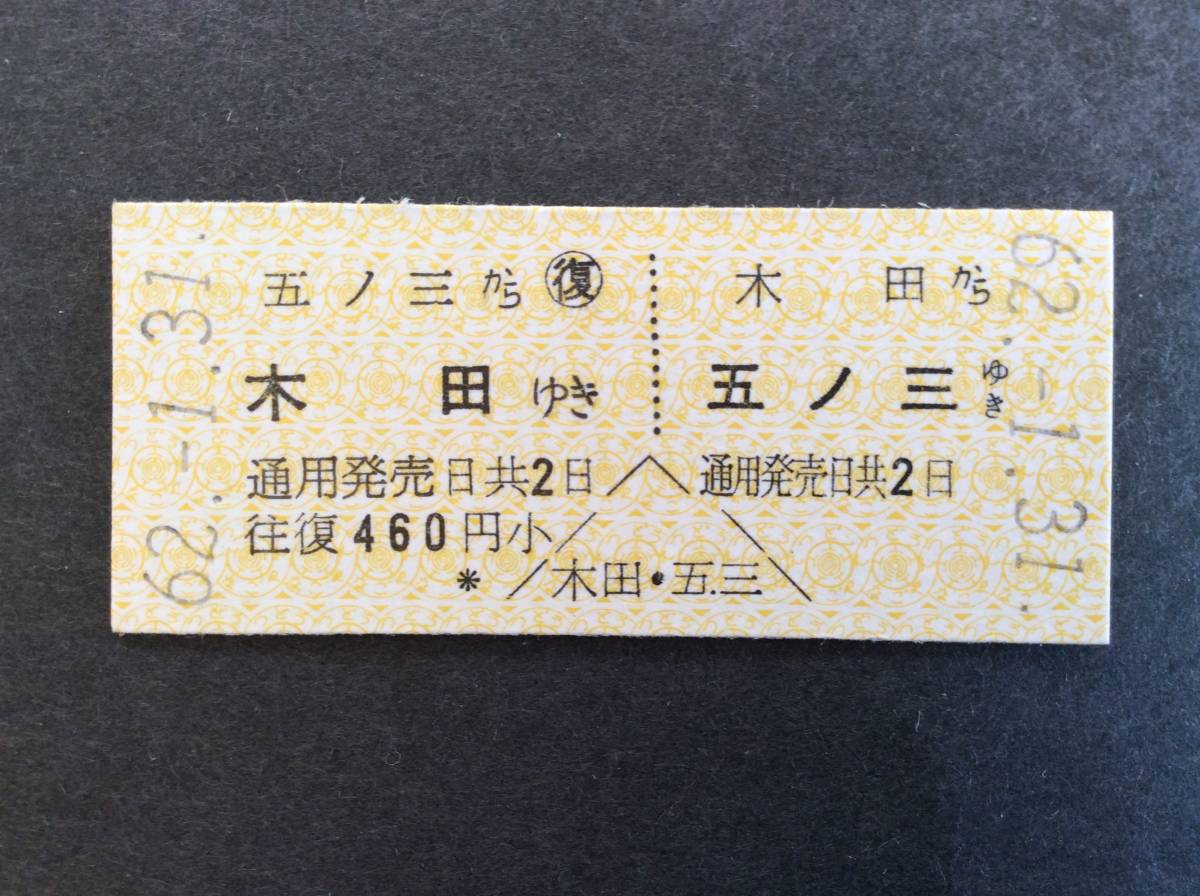 62.-1.31.
五ノ三から㊝復
木田ゆき
通用発売日共2日
往復460円小
*
木田から
五ノ三ゆき
通用発売日共2日
木田・五.三
62.-1.31.